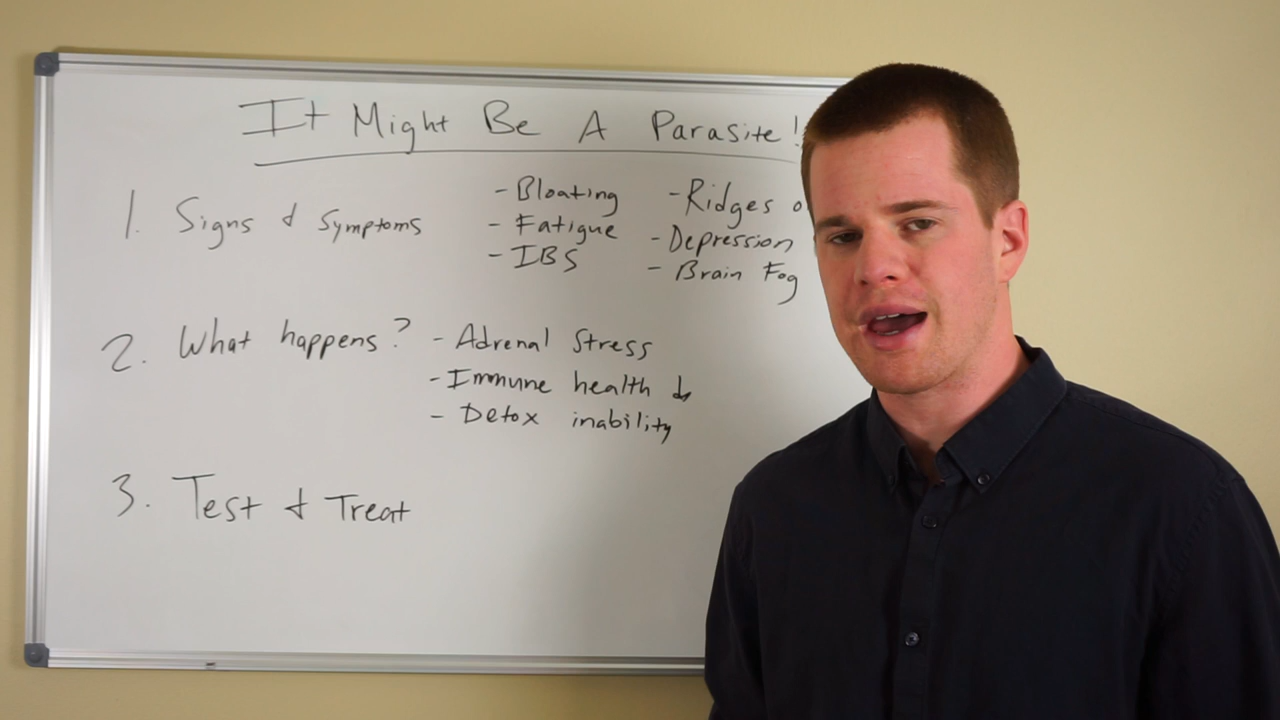 It Might Be A Parasite!
1. Signs & Symptoms
- Bloating
- Fatigue
- IBS
- Ridges
- Depression
- Brain Fog
2. What happens?
- Adrenal Stress
- Immune health ↓
- Detox inability
3. Test & Treat